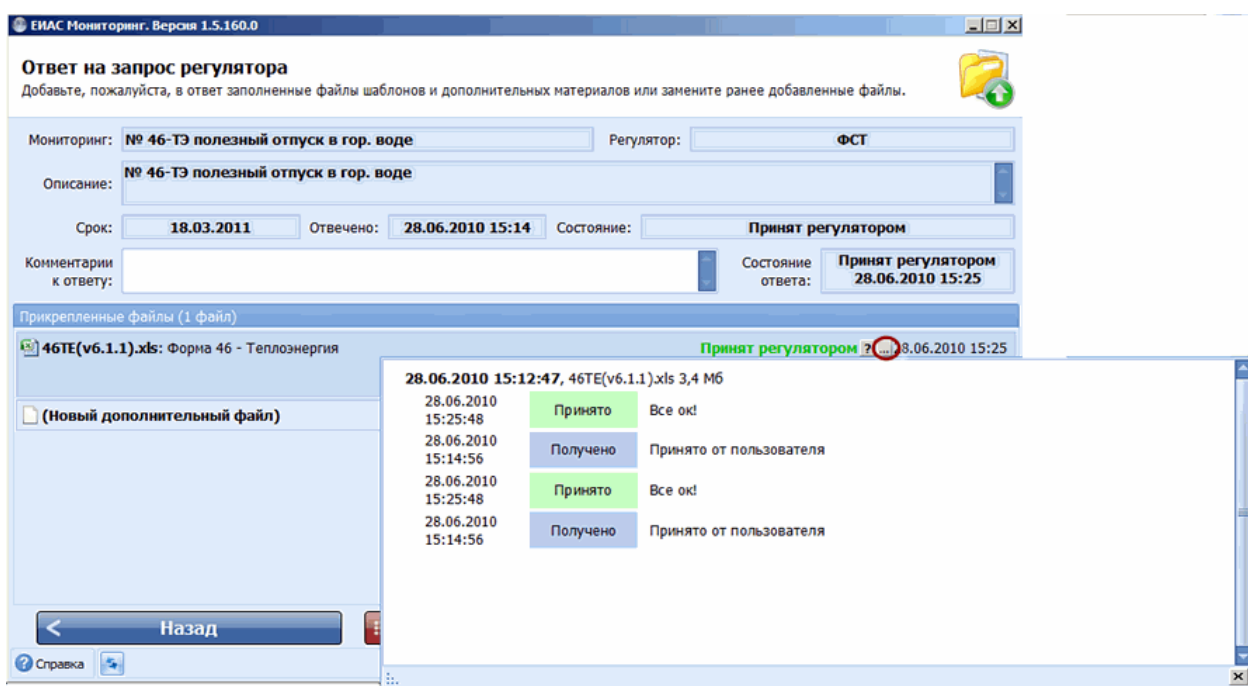 ЕИАС Мониторинг. Версия 1.5.160.0
Ответ на запрос регулятора
Добавьте, пожалуйста, в ответ заполненные файлы шаблонов и дополнительных материалов или замените ранее добавленные файлы.
Мониторинг: № 46-ТЭ полезный отпуск в гор. воде Регулятор: ФСТ
Описание: № 46-ТЭ полезный отпуск в гор. воде
Срок: 18.03.2011 Отвечено: 28.06.2010 15:14 Состояние: Принят регулятором
Комментарии
к ответу:
Состояние
ответа:
Принят регулятором
28.06.2010 15:25
Прикрепленные файлы (1 файл)
46TE(v6.1.1).xls: Форма 46 - Теплоэнергия Принят регулятором ? ... 28.06.2010 15:25
(Новый дополнительный файл)
28.06.2010 15:12:47, 46TE(v6.1.1).xls 3,4 Мб
28.06.2010
15:25:48
Принято Все ок!
28.06.2010
15:14:56
Получено Принято от пользователя
28.06.2010
15:25:48
Принято Все ок!
28.06.2010
15:14:56
Получено Принято от пользователя
< Назад
? Справка